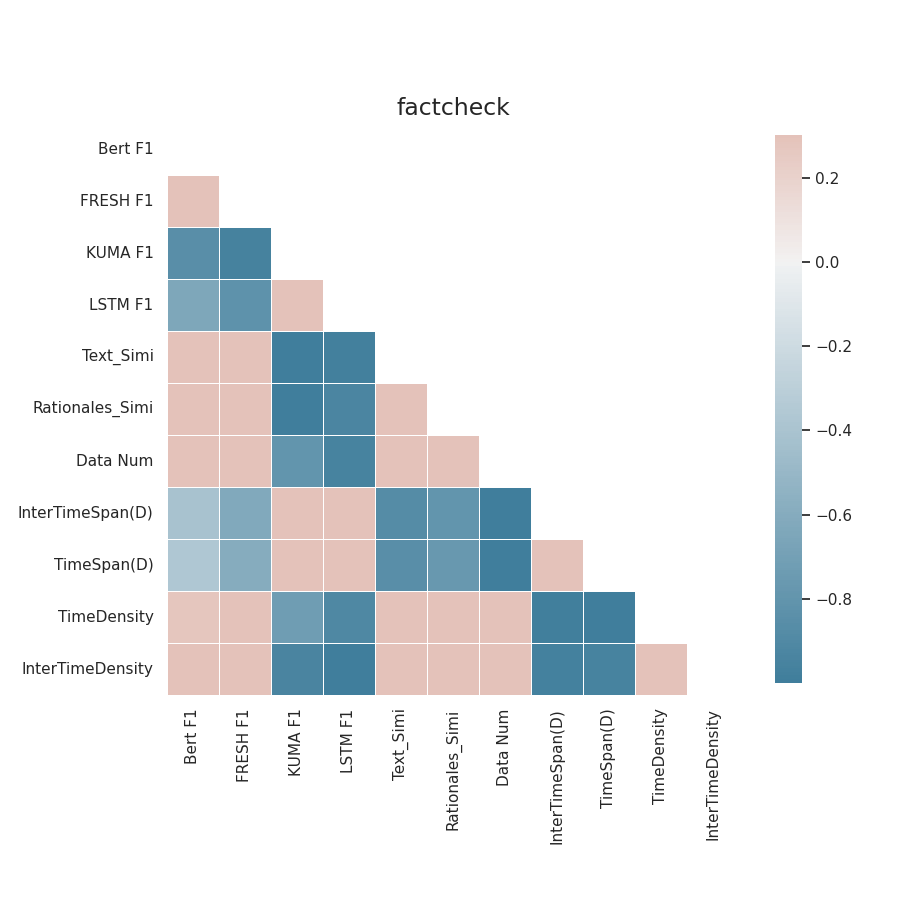 factcheck
Bert F1
FRESH F1
KUMA F1
LSTM F1
Text_Simi
Rationales_Simi
Data Num
InterTimeSpan(D)
TimeSpan(D)
TimeDensity
InterTimeDensity
Bert F1
FRESH F1
KUMA F1
LSTM F1
Text_Simi
Rationales_Simi
Data Num
InterTimeSpan(D)
TimeSpan(D)
TimeDensity
InterTimeDensity
0.2
0.0
−0.2
−0.4
−0.6
−0.8